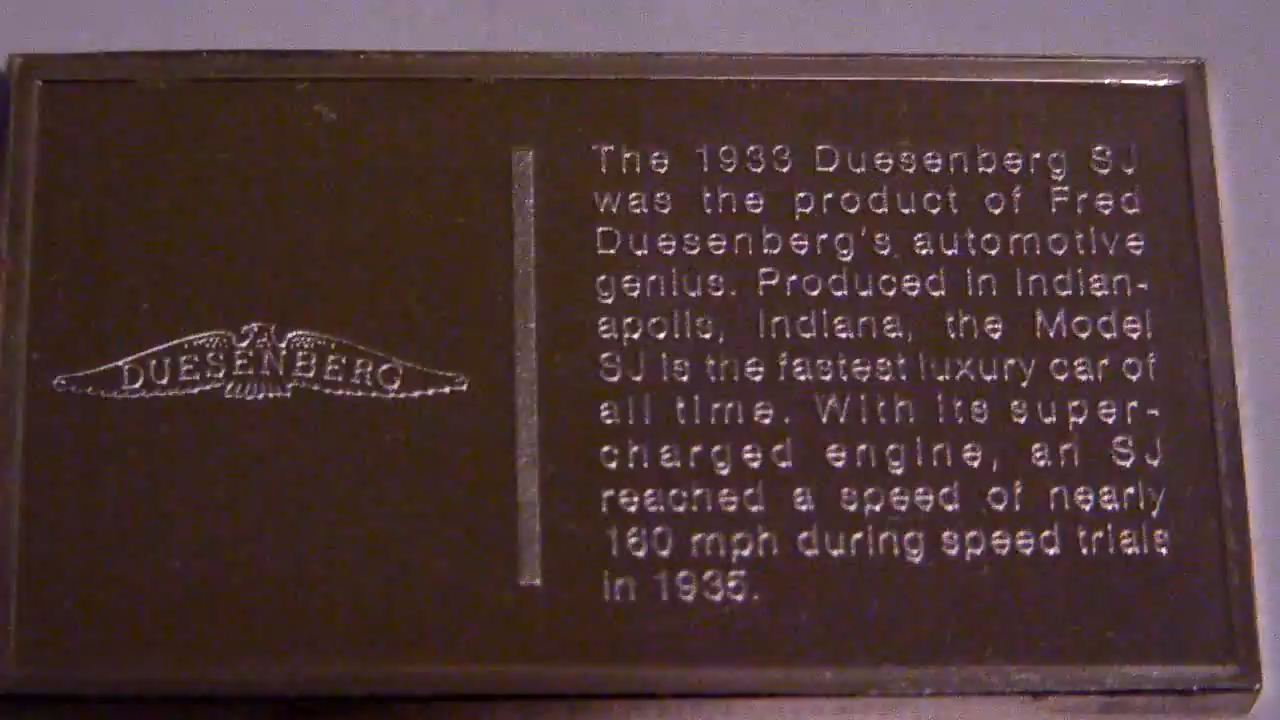 DUESENBERG
The 1933 Duesenberg SJ
was the product of Fred
Duesenberg's automotive
genius. Produced in Indian-
apolis, Indiana, the Model
SJ is the fastest luxury car of
all time. With its super-
charged engine, an SJ
reached a speed of nearly
160 mph during speed trials
in 1935.